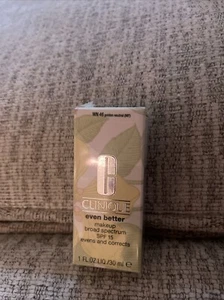 CLINIQUE
even better
makeup
broad spectrum
SPF 15
evens and corrects
1 FL.OZ./30 mL e